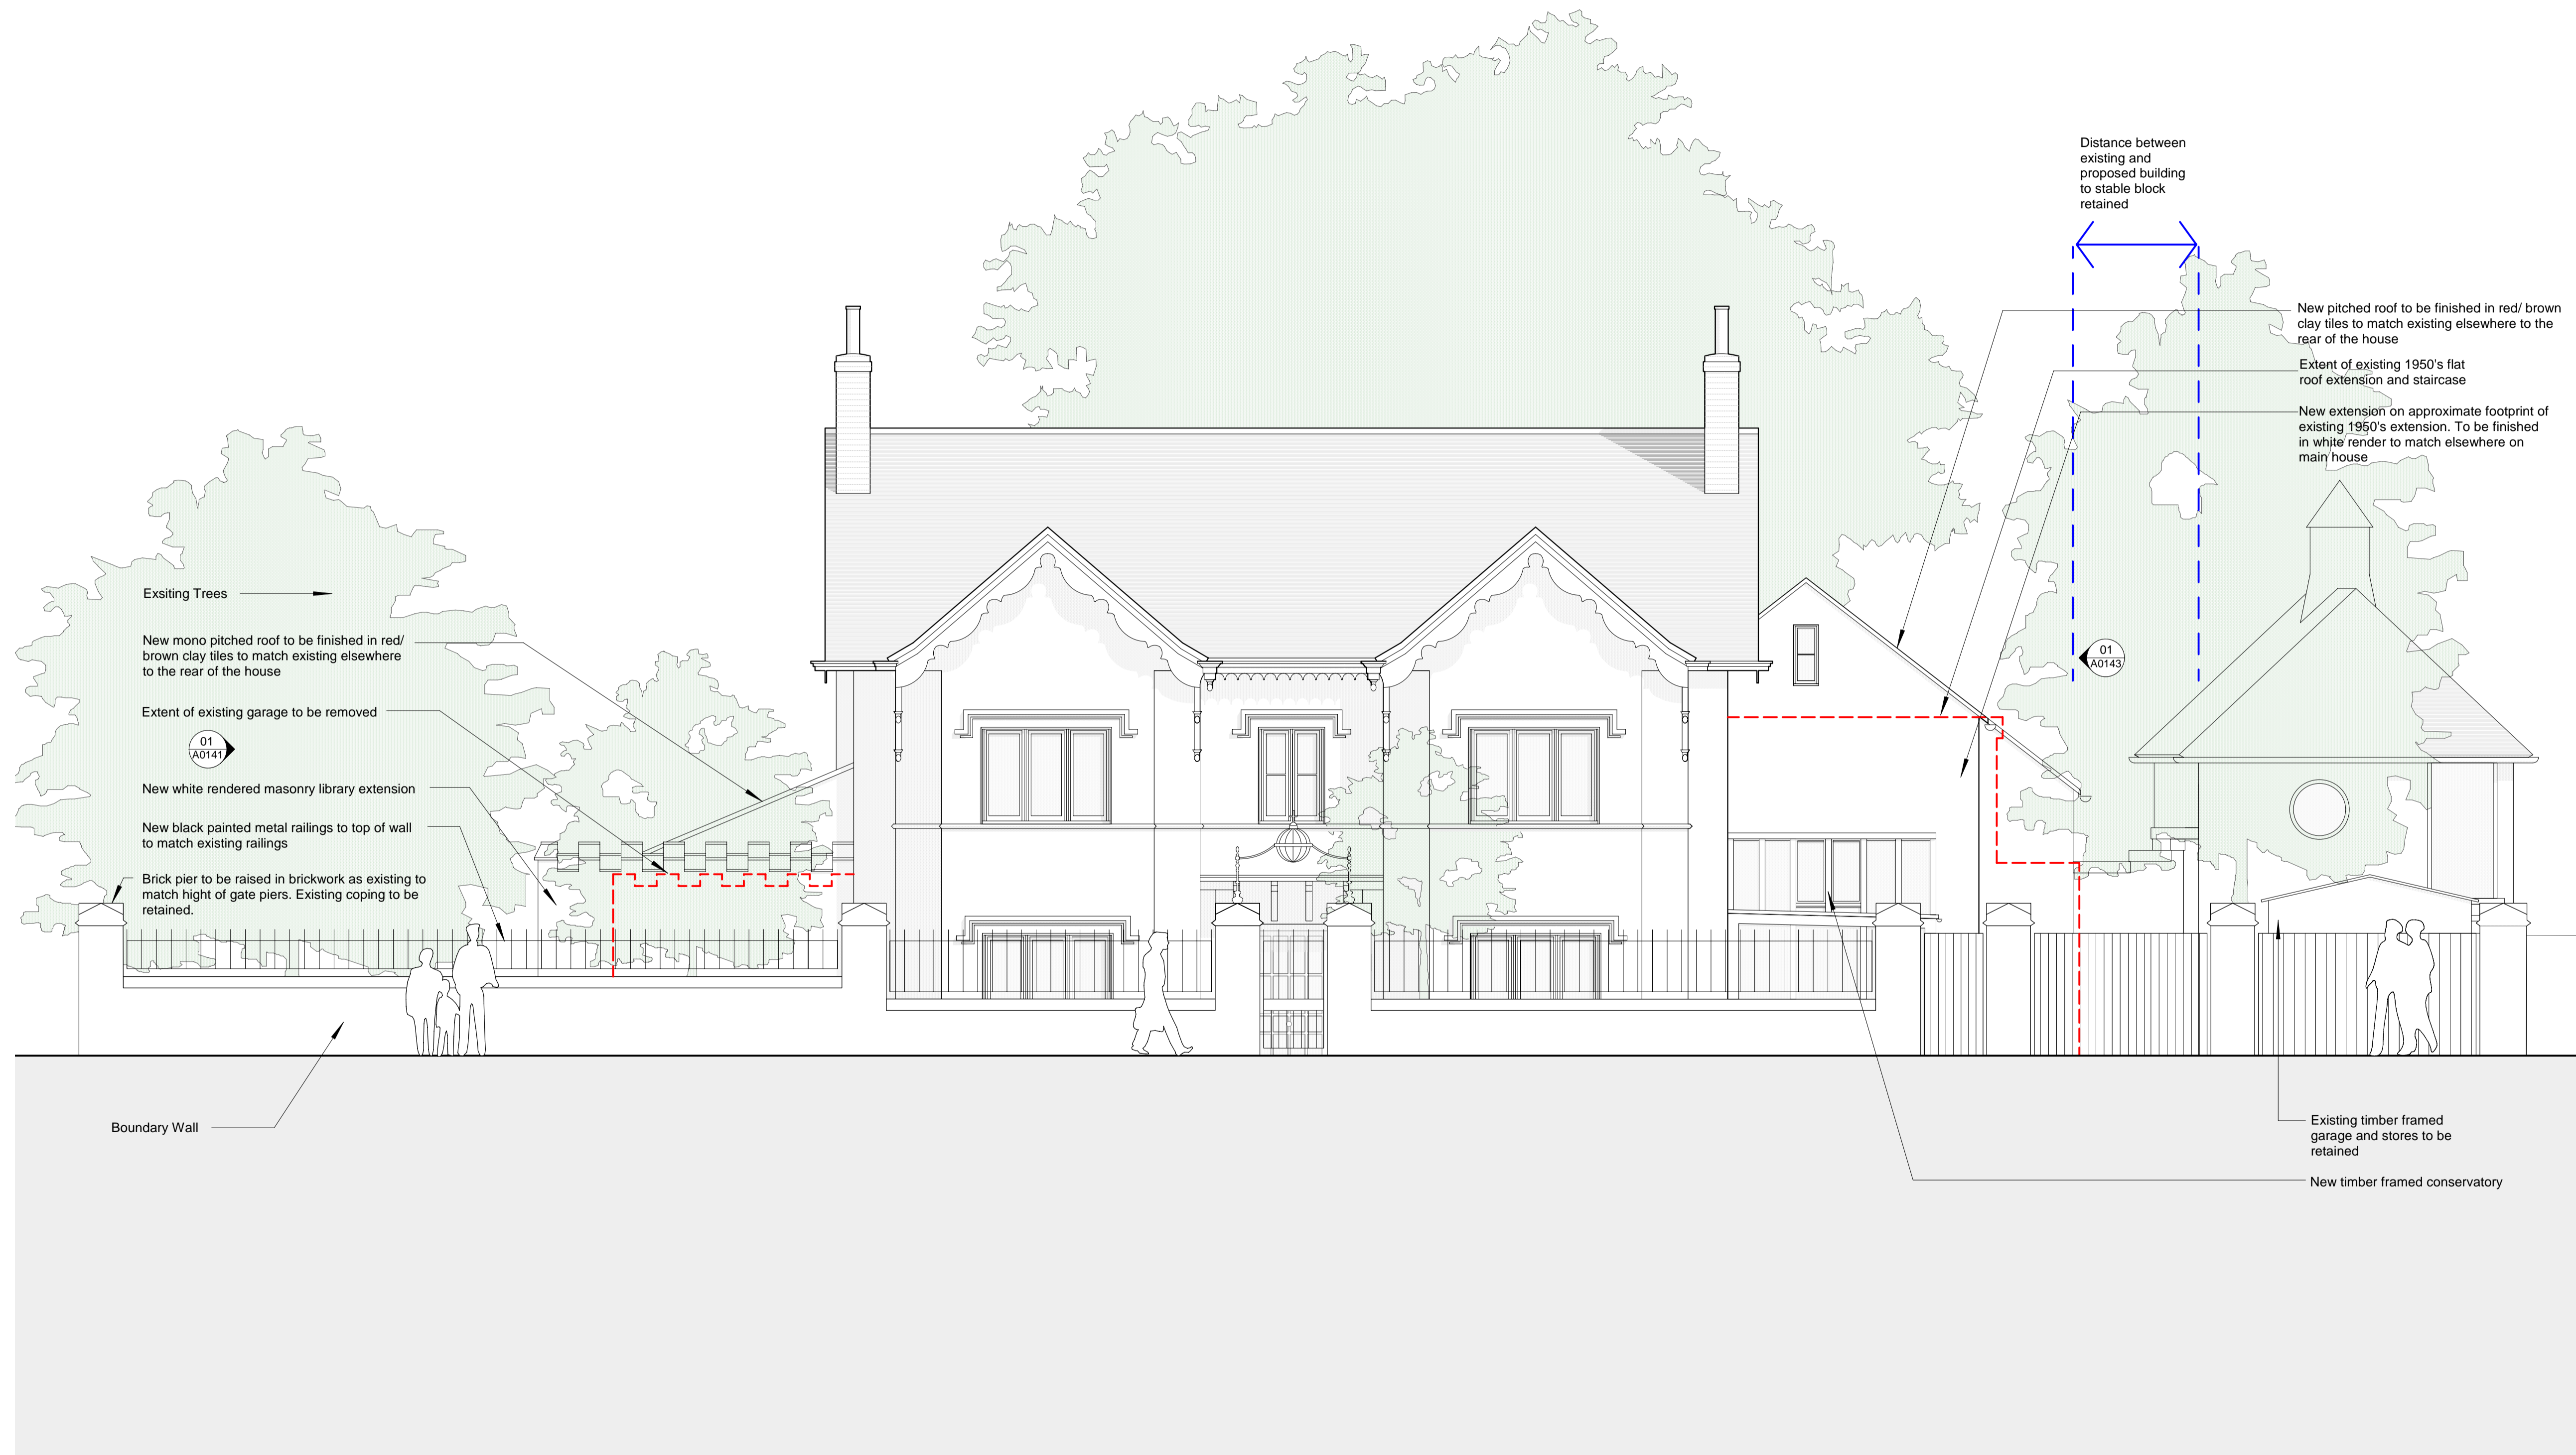 Distance between
existing and
proposed building
to stable block
retained
New pitched roof to be finished in red/ brown
clay tiles to match existing elsewhere to the
rear of the house
Extent of existing 1950's flat
roof extension and staircase
New extension on approximate footprint of
existing 1950's extension. To be finished
in white render to match elsewhere on
main house
Exsiting Trees
New mono pitched roof to be finished in red/
brown clay tiles to match existing elsewhere
to the rear of the house
01
A0143
Extent of existing garage to be removed
01
A0141
New white rendered masonry library extension
New black painted metal railings to top of wall
to match existing railings
Brick pier to be raised in brickwork as existing to
match hight of gate piers. Existing coping to be
retained.
Boundary Wall
Existing timber framed
garage and stores to be
retained
New timber framed conservatory